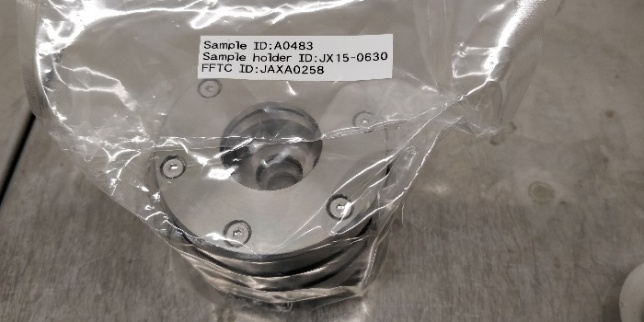 Sample ID:A0483
Sample holder ID:JX15-0630
FFTC ID:JAXA0258